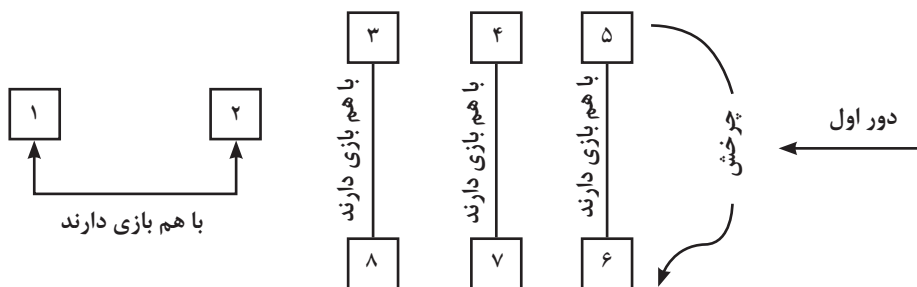 ۳ ۴ ۵
۱ ۲
با هم بازی دارند
با هم بازی دارند
با هم بازی دارند
با هم بازی دارند
چرخش
دور اول
۸ ۷ ۶